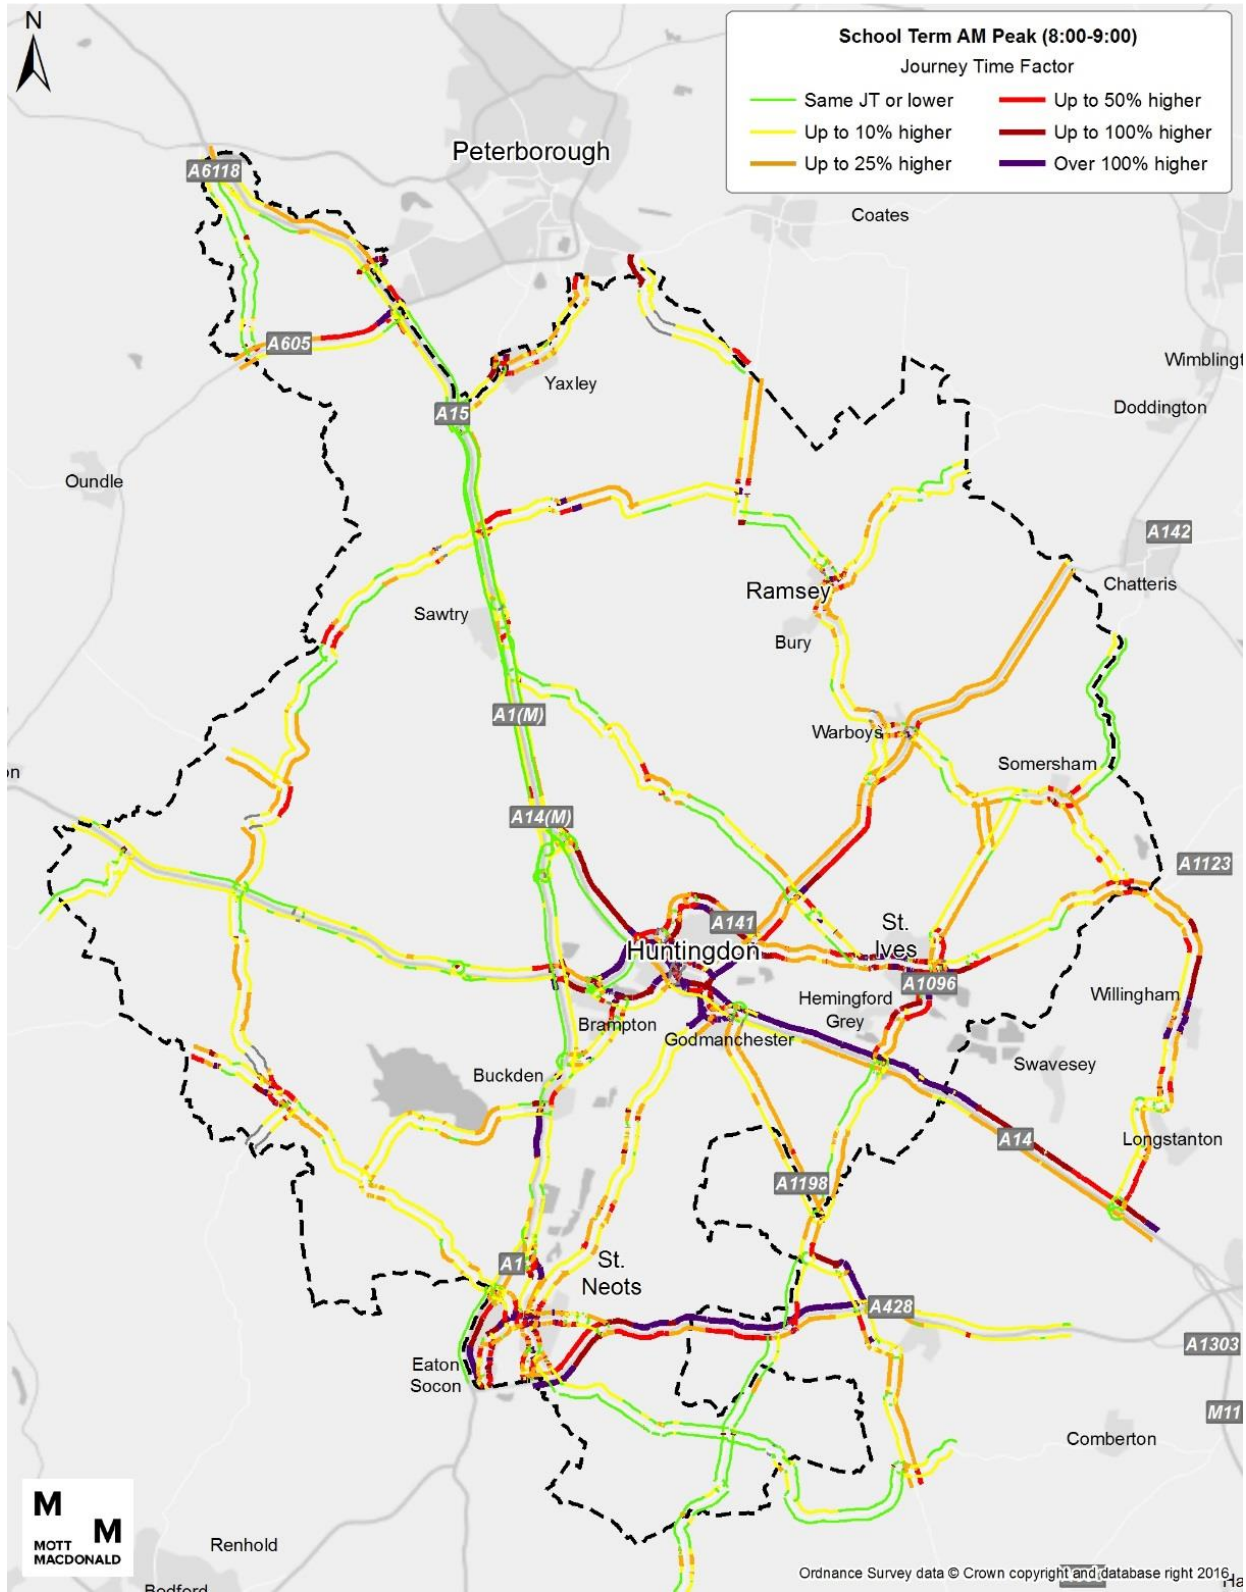 N
School Term AM Peak (8:00-9:00)
Journey Time Factor
Same JT or lower
Up to 50% higher
Up to 10% higher
Up to 100% higher
Up to 25% higher
Over 100% higher
Peterborough
A6118
Coates
A605
Wimblingt
Yaxley
A15
Doddington
Oundle
A142
Chatteris
Ramsey
Sawtry
Bury
A1(M)
Warboys
Somersham
on
A14(M)
A1123
A141
St.
Ives
Huntingdon
A1096
Hemingford
Grey
Willingham
Brampton
Godmanchester
Swavesey
Buckden
A14
Longstanton
A1198
St.
Neots
A1
A428
A1303
Eaton
Socon
M11
Comberton
M
M
MOTT
MACDONALD
Renhold
Bedford
Ordnance Survey data © Crown copyright and database right 2016
Ha